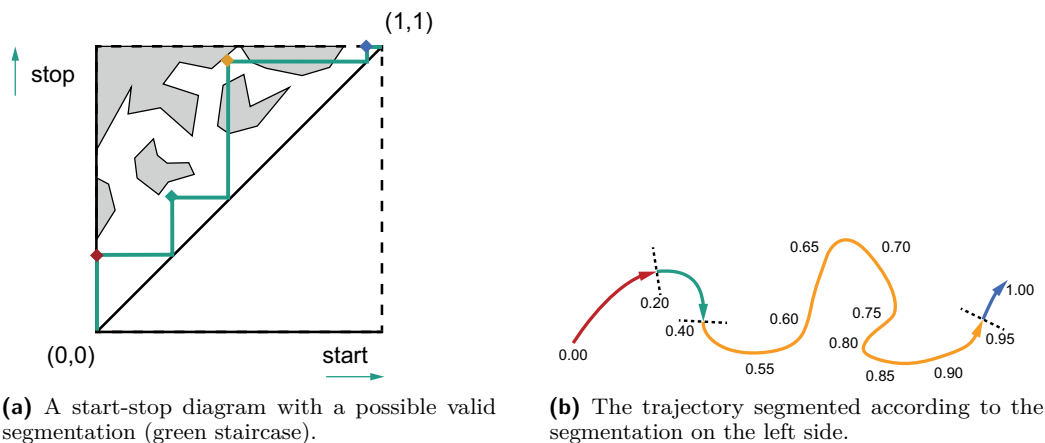 (1,1)
stop
(0,0)
start
0.00
0.20
0.40
0.55
0.60
0.65
0.70
0.75
0.80
0.85
0.90
0.95
1.00
(a) A start-stop diagram with a possible valid
segmentation (green staircase).
(b) The trajectory segmented according to the
segmentation on the left side.